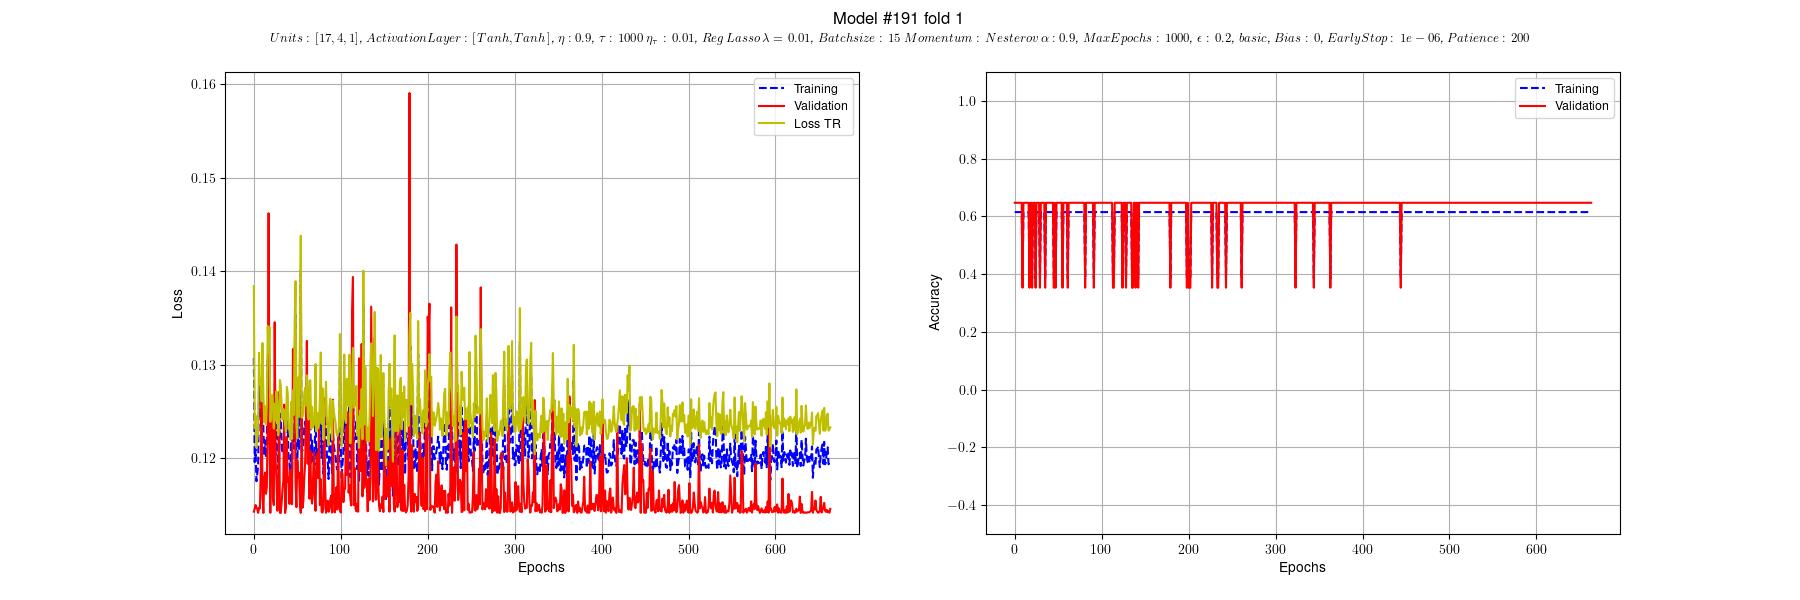 Model #191 fold 1
Units : [17, 4, 1], ActivationLayer : [Tanh, Tanh], η : 0.9, τ : 1000 η_τ : 0.01, Reg Lasso λ = 0.01, Batchsize : 15 Momentum : Nesterov α : 0.9, MaxEpochs : 1000, ϵ : 0.2, basic, Bias : 0, EarlyStop : 1e − 06, Patience : 200
Loss
0.16
0.15
0.14
0.13
0.12
0 100 200 300 400 500 600
Epochs
Training
Validation
Loss TR
Accuracy
1.0
0.8
0.6
0.4
0.2
0.0
−0.2
−0.4
0 100 200 300 400 500 600
Epochs
Training
Validation